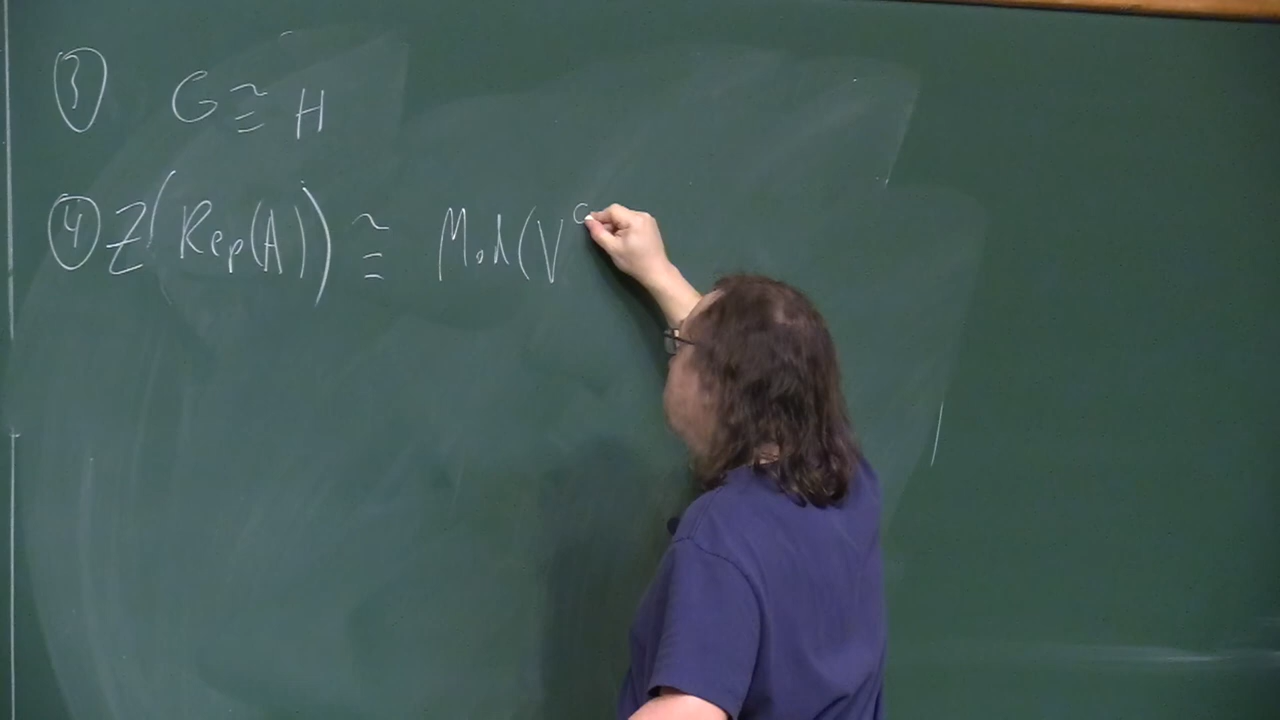 ③ G ≅ H
④ Z(Rep(A)) ≅ Mod(V